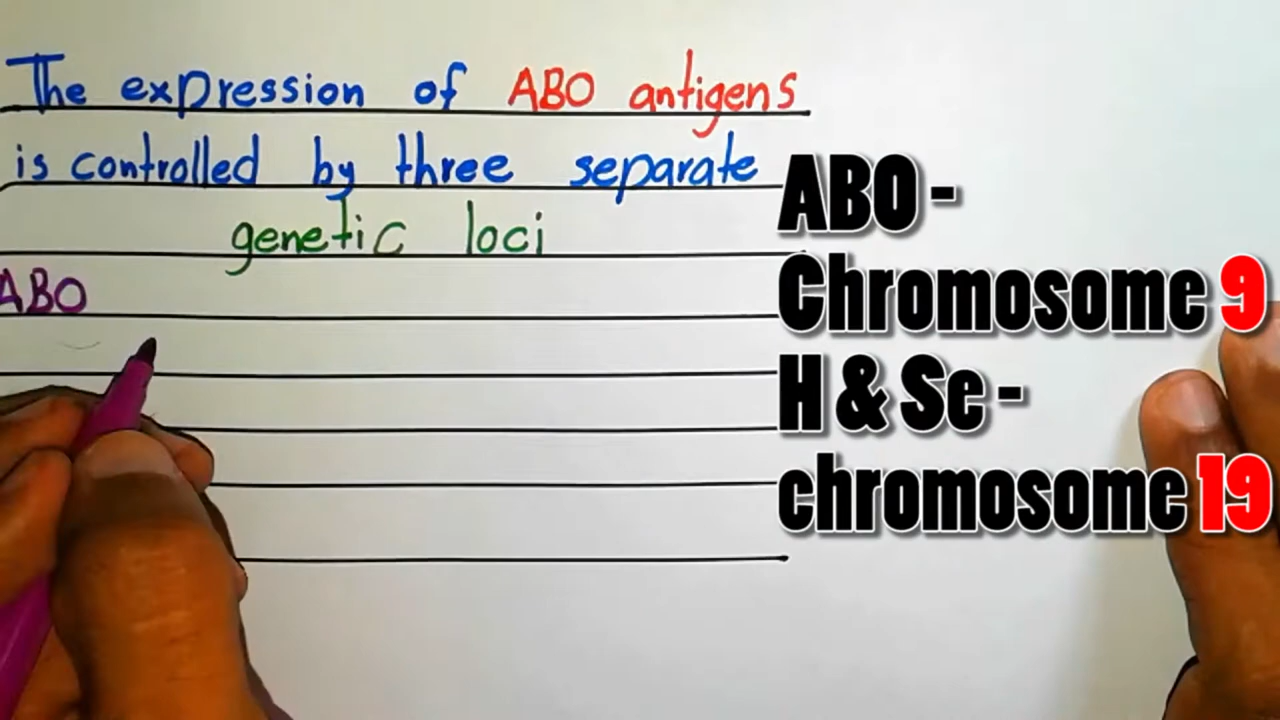 The expression of ABO antigens
is controlled by three separate
genetic loci
ABO
ABO -
Chromosome 9
H & Se -
chromosome 19